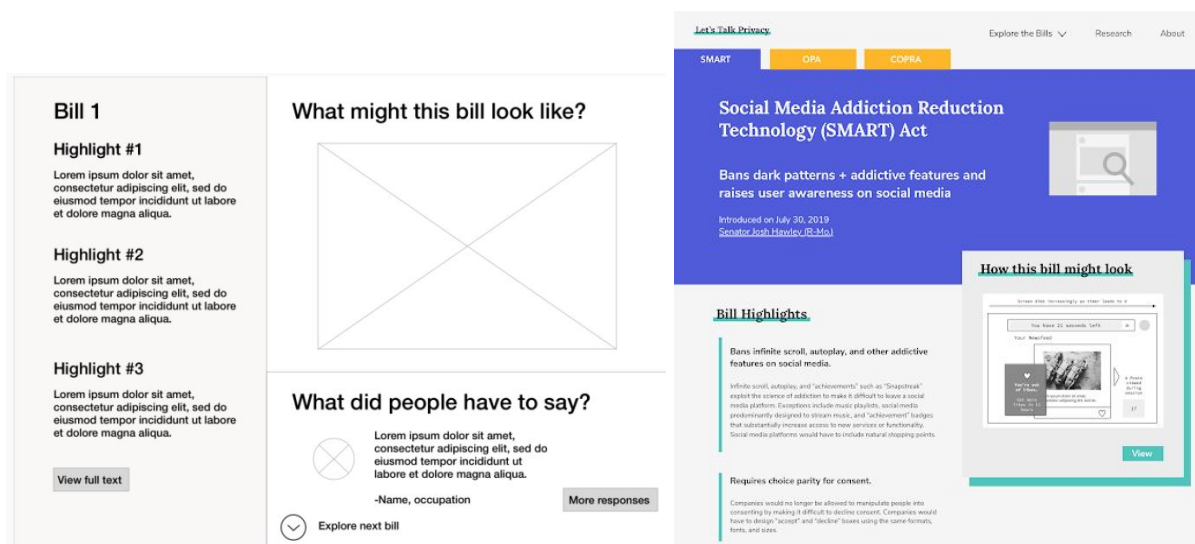 Bill 1
Highlight #1
Lorem ipsum dolor sit amet,
consectetur adipiscing elit, sed do
eiusmod tempor incididunt ut labore
et dolore magna aliqua.
Highlight #2
Lorem ipsum dolor sit amet,
consectetur adipiscing elit, sed do
eiusmod tempor incididunt ut labore
et dolore magna aliqua.
Highlight #3
Lorem ipsum dolor sit amet,
consectetur adipiscing elit, sed do
eiusmod tempor incididunt ut labore
et dolore magna aliqua.
View full text
What might this bill look like?
What did people have to say?
Lorem ipsum dolor sit amet,
consectetur adipiscing elit, sed do
eiusmod tempor incididunt ut
labore et dolore magna aliqua.
-Name, occupation
More responses
Explore next bill
Let's Talk Privacy
Explore the Bills
Research
About
SMART
OPA
COPRA
Social Media Addiction Reduction
Technology (SMART) Act
Bans dark patterns + addictive features and
raises user awareness on social media
Introduced on July 30, 2019
Senator Josh Hawley (R-Mo.)
How this bill might look
You have 21 seconds left
Your Newsfeed
View
Bill Highlights
Bans infinite scroll, autoplay, and other addictive
features on social media.
Infinite scroll, autoplay, and "achievements" such as "Snapstreak"
exploit the science of addiction to make it difficult to leave a social
media platform. Exceptions include music playlists, social media
predominantly designed to stream music, and "achievement" badges
that substantially increase access to new services or functionality.
Social media platforms would have to include natural stopping points.
Requires choice parity for consent.
Companies would no longer be allowed to manipulate people into
consenting by making it difficult to decline consent. Companies would
have to design "accept" and "decline" boxes using the same formats,
fonts, and sizes.